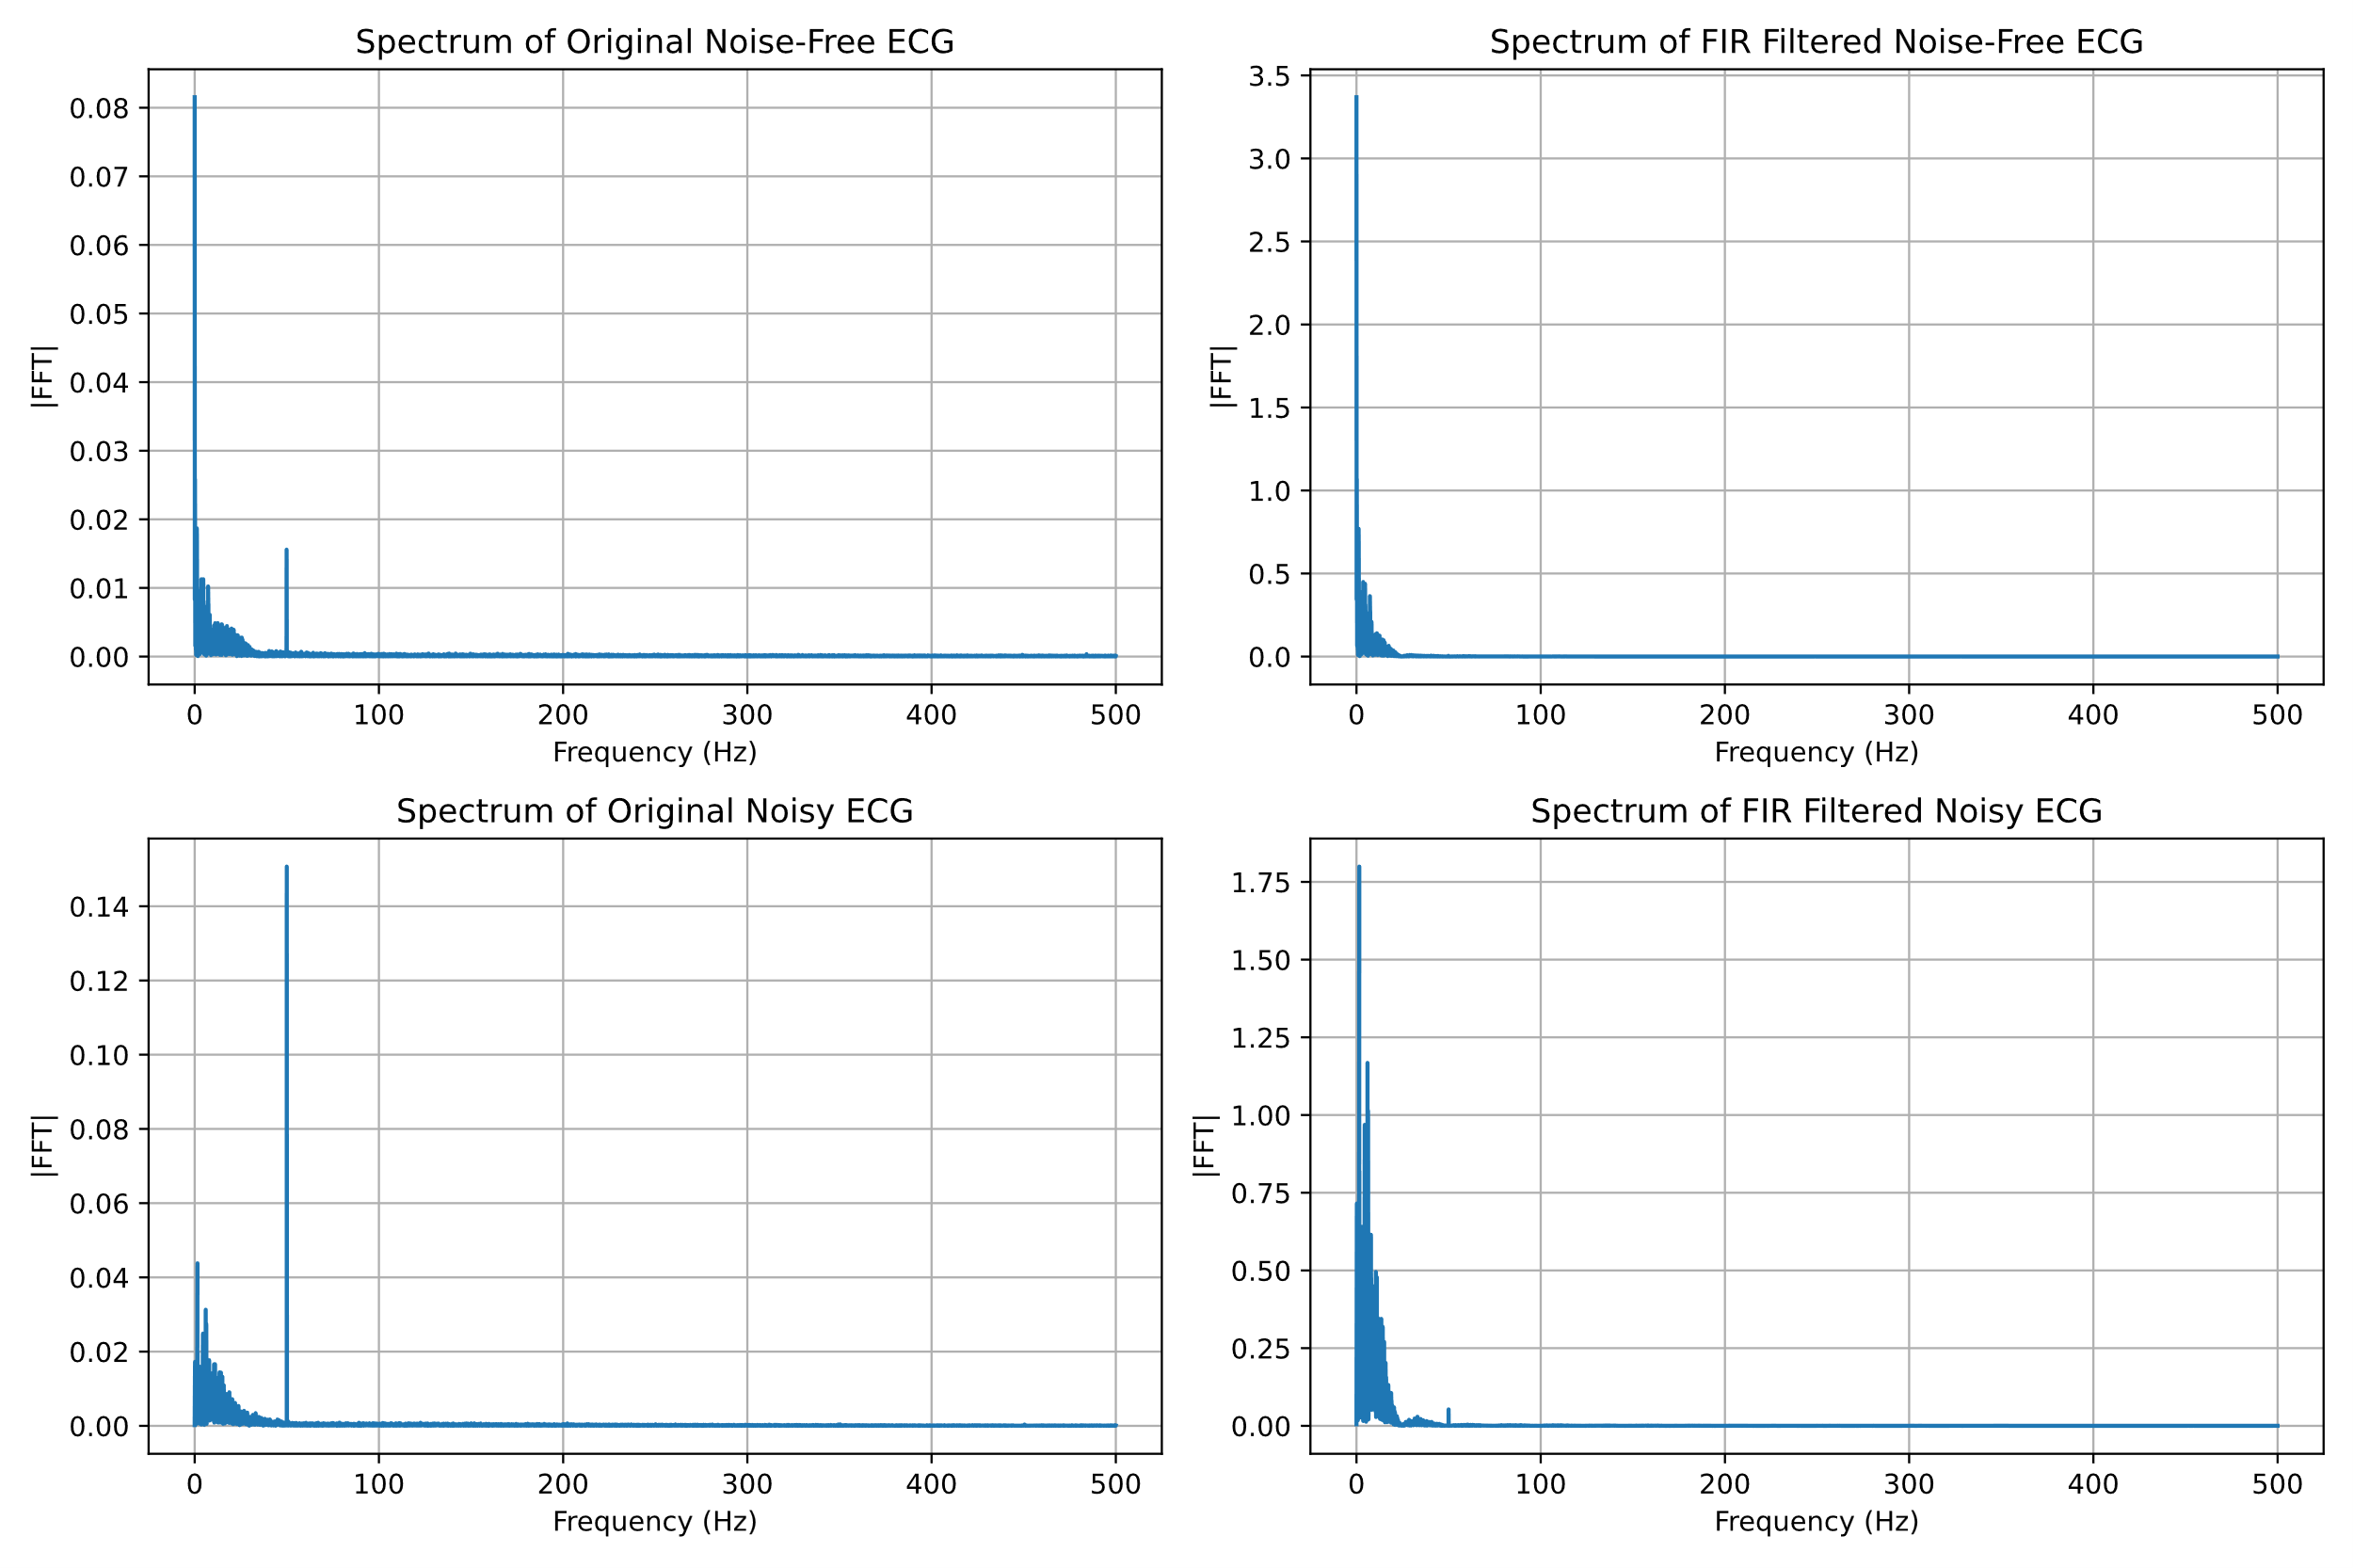 Spectrum of Original Noise-Free ECG
0.08
0.07
0.06
0.05
0.04
0.03
0.02
0.01
0.00
|FFT|
0 100 200 300 400 500
Frequency (Hz)
Spectrum of FIR Filtered Noise-Free ECG
3.5
3.0
2.5
2.0
1.5
1.0
0.5
0.0
|FFT|
0 100 200 300 400 500
Frequency (Hz)
Spectrum of Original Noisy ECG
0.14
0.12
0.10
0.08
0.06
0.04
0.02
0.00
|FFT|
0 100 200 300 400 500
Frequency (Hz)
Spectrum of FIR Filtered Noisy ECG
1.75
1.50
1.25
1.00
0.75
0.50
0.25
0.00
|FFT|
0 100 200 300 400 500
Frequency (Hz)